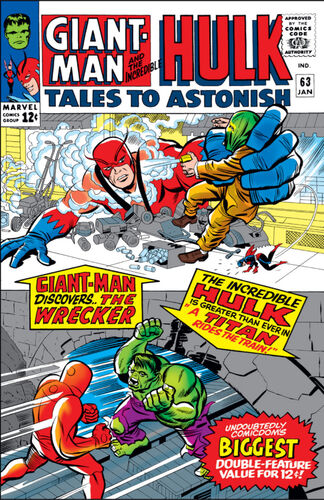 GIANT-MAN
AND THE INCREDIBLE
HULK
TALES TO ASTONISH
APPROVED
BY THE
COMICS CODE
AUTHORITY
MARVEL
COMICS
GROUP
12¢
IND.
63
JAN
GIANT-MAN
DISCOVERS.. THE
WRECKER
THE INCREDIBLE
HULK
IS GREATER THAN EVER IN
"A TITAN
RIDES THE TRAIN!"
UNDOUBTEDLY
COMICDOM'S
BIGGEST
DOUBLE-FEATURE
VALUE FOR 12¢!